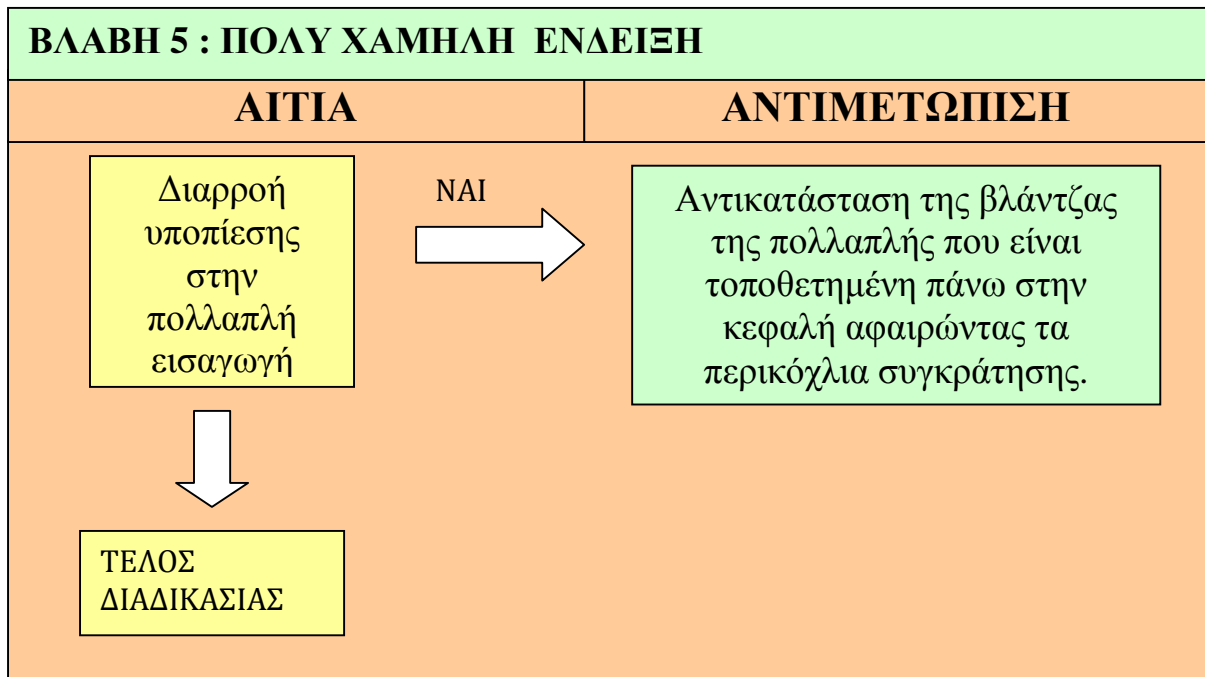 ΒΛΑΒΗ 5 : ΠΟΛΥ ΧΑΜΗΛΗ ΕΝΔΕΙΞΗ
ΑΙΤΙΑ
ΑΝΤΙΜΕΤΩΠΙΣΗ
Διαρροή
υποπίεσης
στην
πολλαπλή
εισαγωγή
ΝΑΙ
Αντικατάσταση της βλάντζας
της πολλαπλής που είναι
τοποθετημένη πάνω στην
κεφαλή αφαιρώντας τα
περικόχλια συγκράτησης.
ΤΕΛΟΣ
ΔΙΑΔΙΚΑΣΙΑΣ